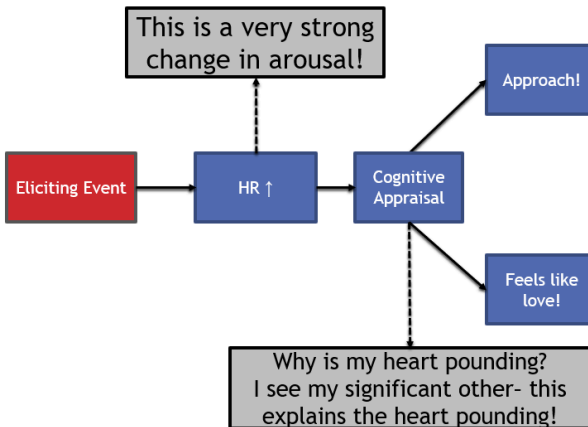 This is a very strong
change in arousal!
Approach!
Eliciting Event
HR ↑
Cognitive
Appraisal
Feels like
love!
Why is my heart pounding?
I see my significant other- this
explains the heart pounding!